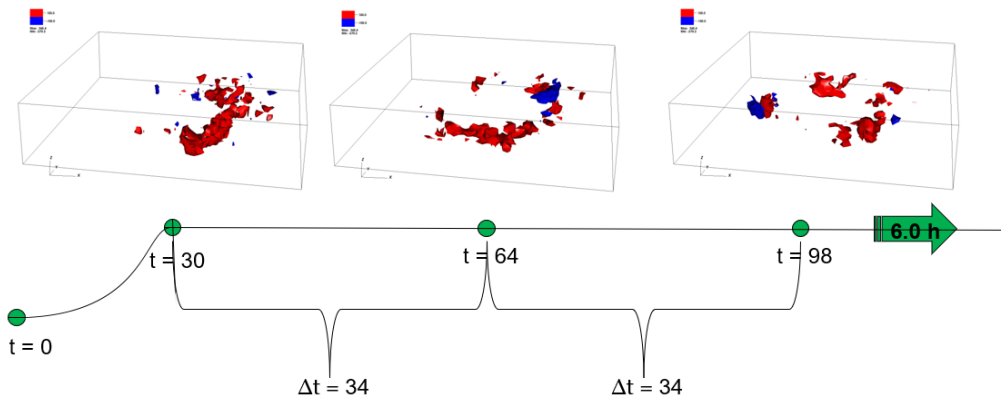 z
Y
X
z
Y
X
z
Y
X
6.0 h
t = 30
t = 64
t = 98
t = 0
Δt = 34
Δt = 34